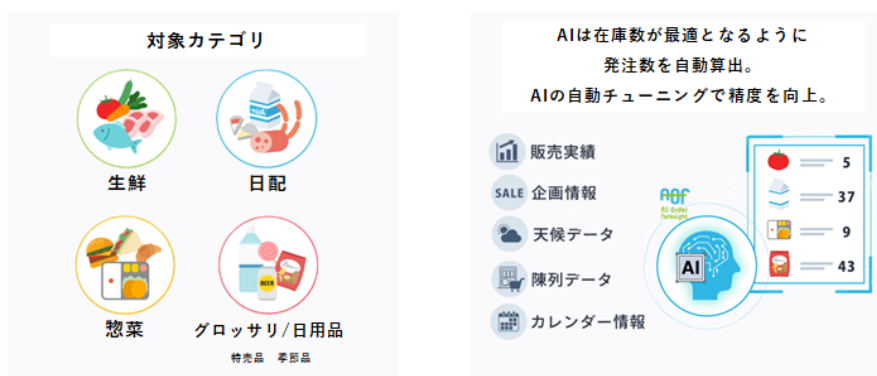 対象カテゴリ
生鮮
日配
惣菜
グロッサリ/日用品
特売品 季節品
AIは在庫数が最適となるように
発注数を自動算出。
AIの自動チューニングで精度を向上。
販売実績
SALE 企画情報
天候データ
陳列データ
カレンダー情報
AOF
AI-Order
Foresight
AI
5
37
9
43
BEER